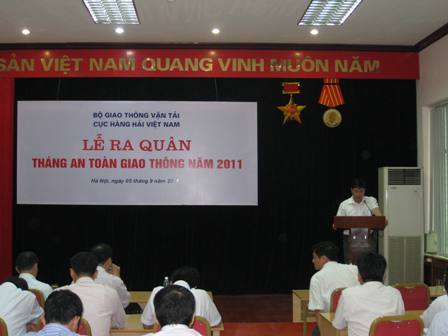 SẢN VIỆT NAM QUANG VINH MUÔN NĂM
BỘ GIAO THÔNG VẬN TẢI
CỤC HÀNG HẢI VIỆT NAM
LỄ RA QUÂN
THÁNG AN TOÀN GIAO THÔNG NĂM 2011
Hà Nội, ngày 05 tháng 9 năm